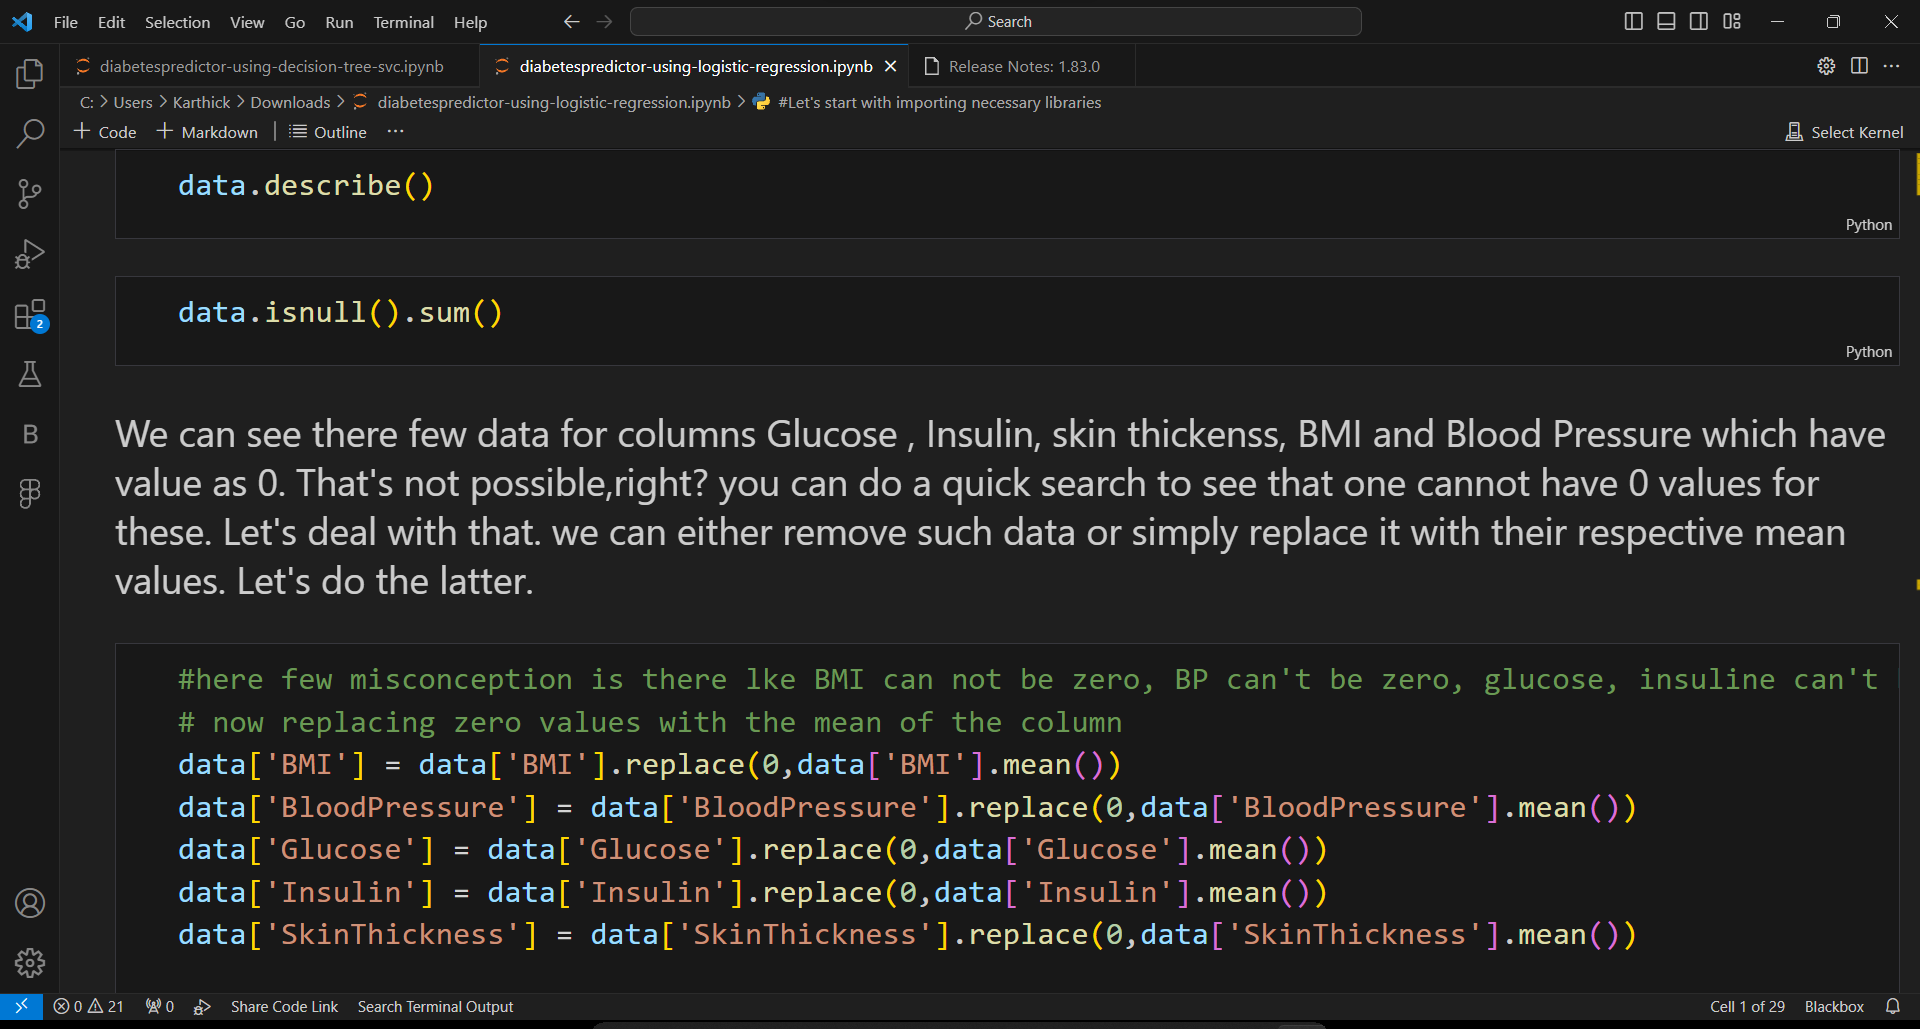 File Edit Selection View Go Run Terminal Help Search
diabetespredictor-using-decision-tree-svc.ipynb diabetespredictor-using-logistic-regression.ipynb Release Notes: 1.83.0
C: > Users > Karthick > Downloads > diabetespredictor-using-logistic-regression.ipynb > #Let's start with importing necessary libraries
+ Code + Markdown Outline ... Select Kernel
data.describe()
Python
data.isnull().sum()
Python
2
B
We can see there few data for columns Glucose , Insulin, skin thickenss, BMI and Blood Pressure which have
value as 0. That's not possible,right? you can do a quick search to see that one cannot have 0 values for
these. Let's deal with that. we can either remove such data or simply replace it with their respective mean
values. Let's do the latter.
#here few misconception is there lke BMI can not be zero, BP can't be zero, glucose, insuline can't
# now replacing zero values with the mean of the column
data['BMI'] = data['BMI'].replace(0,data['BMI'].mean())
data['BloodPressure'] = data['BloodPressure'].replace(0,data['BloodPressure'].mean())
data['Glucose'] = data['Glucose'].replace(0,data['Glucose'].mean())
data['Insulin'] = data['Insulin'].replace(0,data['Insulin'].mean())
data['SkinThickness'] = data['SkinThickness'].replace(0,data['SkinThickness'].mean())
0 21 0 Share Code Link Search Terminal Output Cell 1 of 29 Blackbox